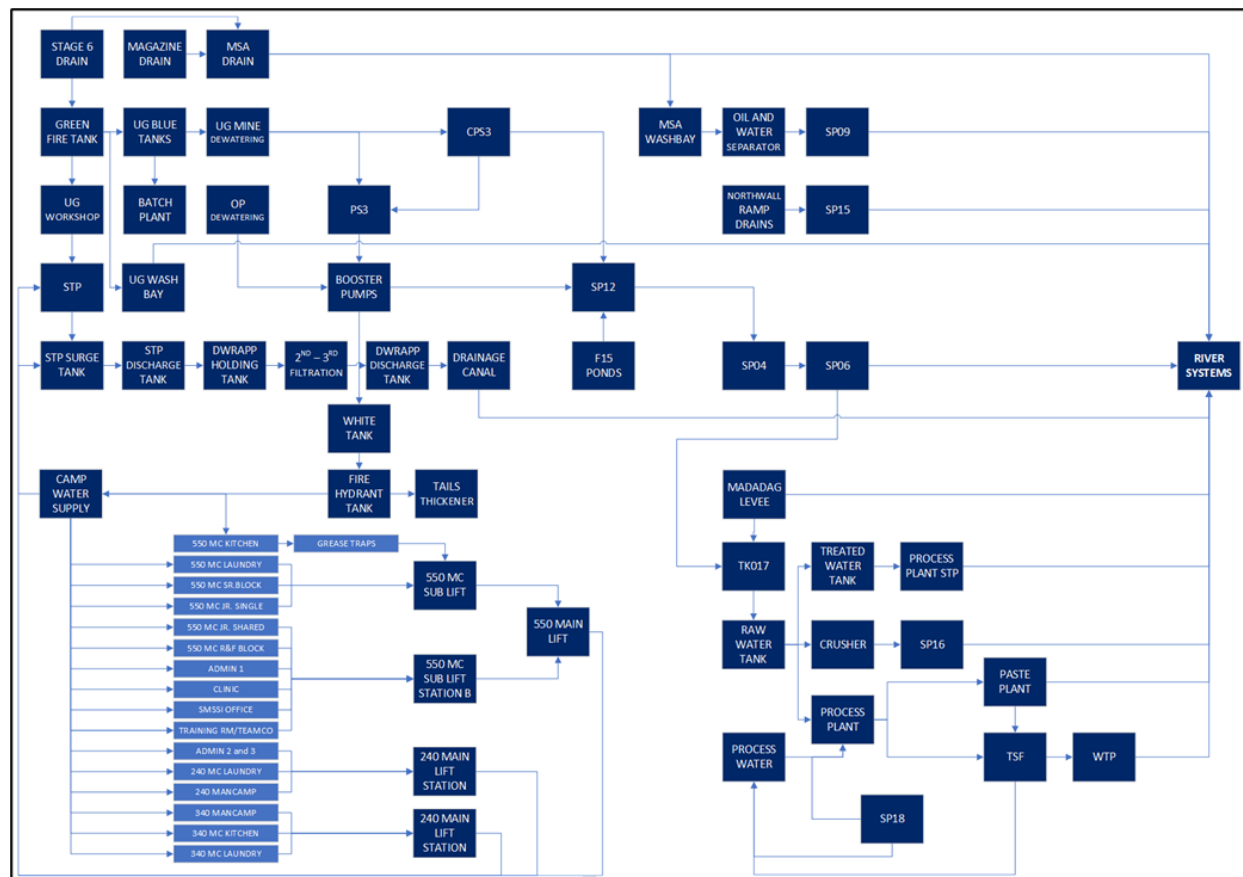 STAGE 6
DRAIN
MAGAZINE
DRAIN
MSA
DRAIN
GREEN
FIRE TANK
UG BLUE
TANKS
UG MINE
DEWATERING
CPS3
MSA
WASHBAY
OIL AND
WATER
SEPARATOR
SP09
UG
WORKSHOP
BATCH
PLANT
OP
DEWATERING
PS3
NORTHWALL
RAMP
DRAINS
SP15
STP
UG WASH
BAY
BOOSTER
PUMPS
SP12
STP SURGE
TANK
STP
DISCHARGE
TANK
DWRAPP
HOLDING
TANK
2ND – 3RD
FILTRATION
DWRAPP
DISCHARGE
TANK
DRAINAGE
CANAL
F15
PONDS
SP04
SP06
RIVER
SYSTEMS
WHITE
TANK
CAMP
WATER
SUPPLY
FIRE
HYDRANT
TANK
TAILS
THICKENER
MADADAG
LEVEE
550 MC KITCHEN
GREASE TRAPS
550 MC LAUNDRY
550 MC SR.BLOCK
550 MC JR. SINGLE
550 MC
SUB LIFT
550 MC JR. SHARED
550 MC R&F BLOCK
ADMIN 1
CLINIC
SMSSI OFFICE
TRAINING RM/TEAMCO
550 MC
SUB LIFT
STATION B
550 MAIN
LIFT
ADMIN 2 and 3
240 MC LAUNDRY
240 MANCAMP
240 MAIN
LIFT
STATION
340 MANCAMP
340 MC KITCHEN
340 MC LAUNDRY
240 MAIN
LIFT
STATION
TK017
TREATED
WATER
TANK
PROCESS
PLANT STP
RAW
WATER
TANK
CRUSHER
SP16
PROCESS
PLANT
PASTE
PLANT
PROCESS
WATER
TSF
WTP
SP18